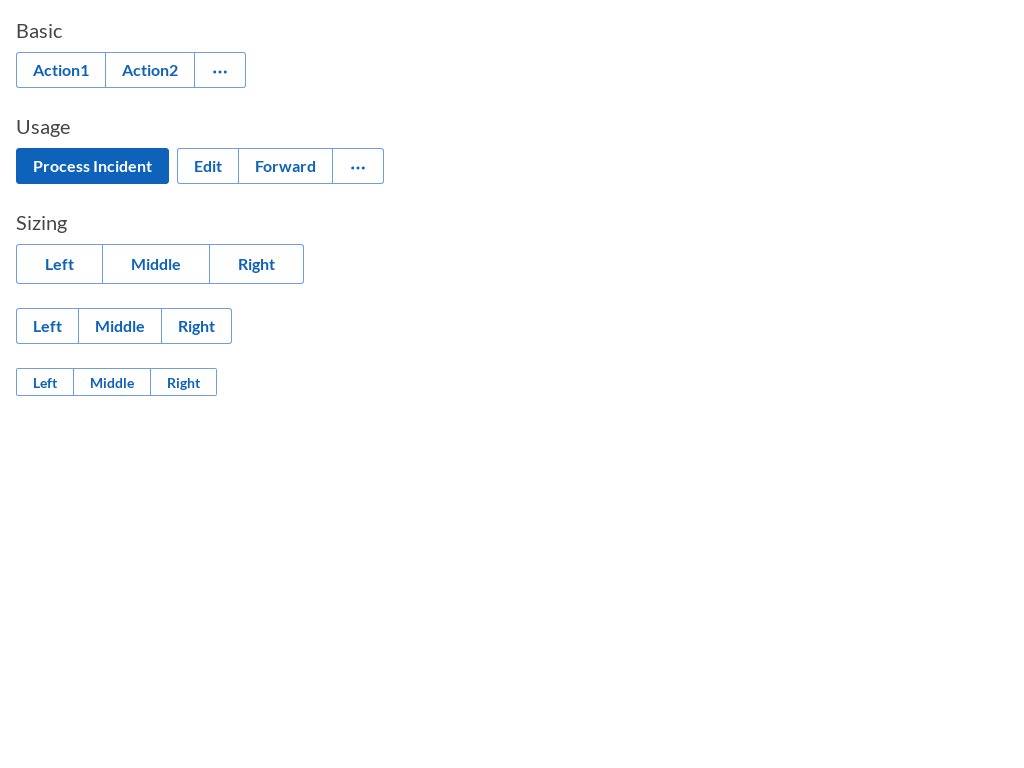 Basic
Action1 Action2 ...
Usage
Process Incident Edit Forward ...
Sizing
Left Middle Right
Left Middle Right
Left Middle Right